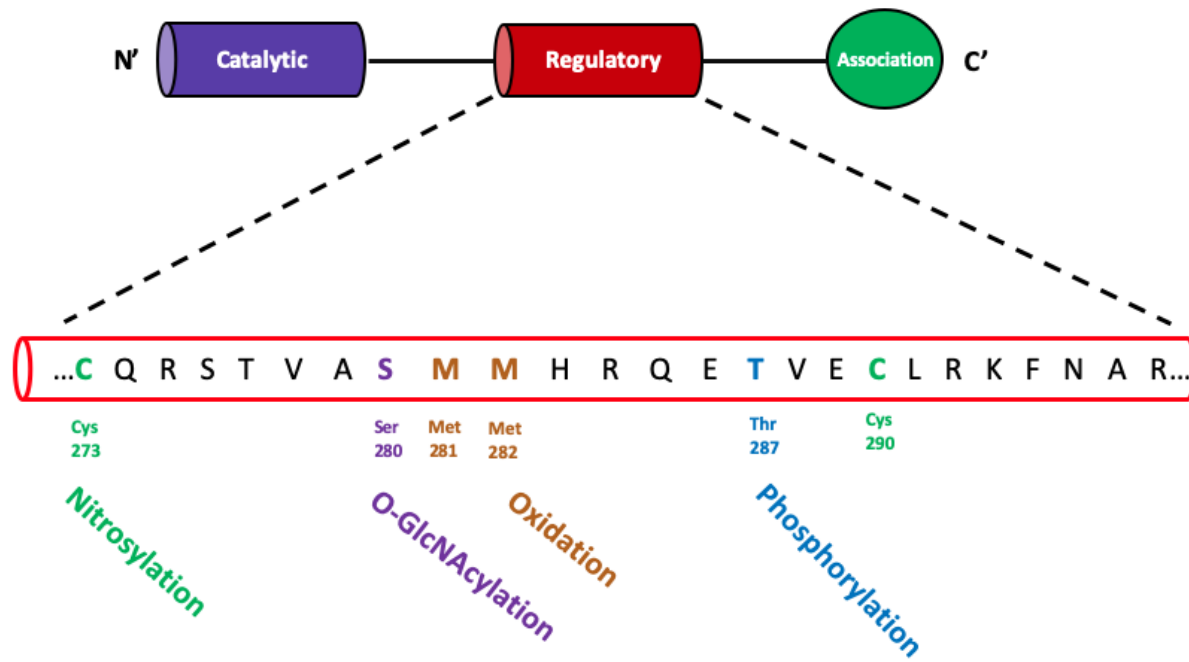 N' Catalytic Regulatory Association C'
...C Q R S T V A S M M H R Q E T V E C L R K F N A R...
Cys Ser Met Met Thr Cys
273 280 281 282 287 290
Nitrosylation
O-GlcNAcylation
Oxidation
Phosphorylation